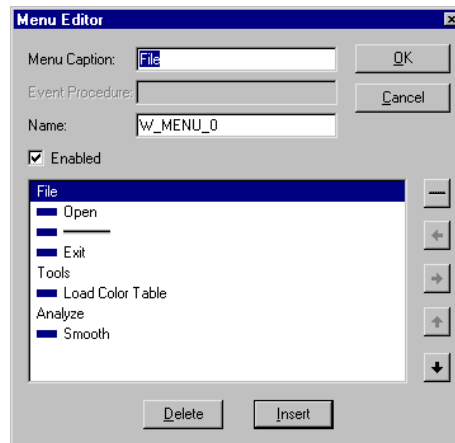 Menu Editor
Menu Caption: File
OK
Event Procedure:
Cancel
Name: W_MENU_0
Enabled
File
Open
Exit
Tools
Load Color Table
Analyze
Smooth
Delete Insert